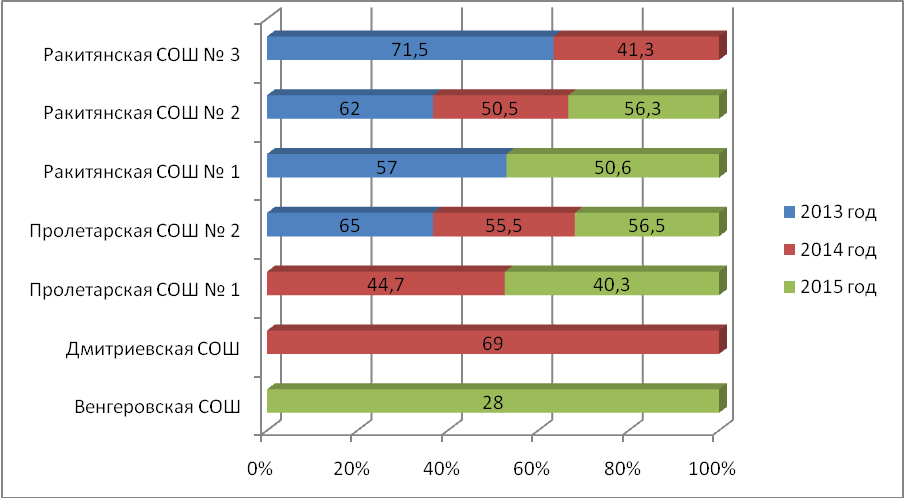 Ракитянская СОШ № 3
71,5 41,3
Ракитянская СОШ № 2
62 50,5 56,3
Ракитянская СОШ № 1
57 50,6
Пролетарская СОШ № 2
65 55,5 56,5
Пролетарская СОШ № 1
44,7 40,3
Дмитриевская СОШ
69
Венгеровская СОШ
28
0% 20% 40% 60% 80% 100%
2013 год
2014 год
2015 год